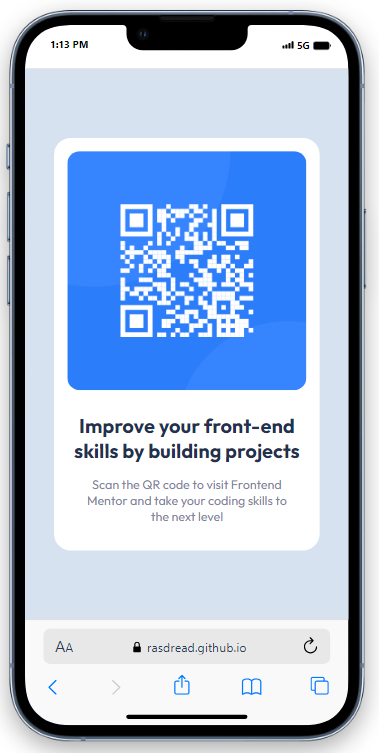 1:13 PM 5G
Improve your front-end
skills by building projects
Scan the QR code to visit Frontend
Mentor and take your coding skills to
the next level
AA rasdread.github.io